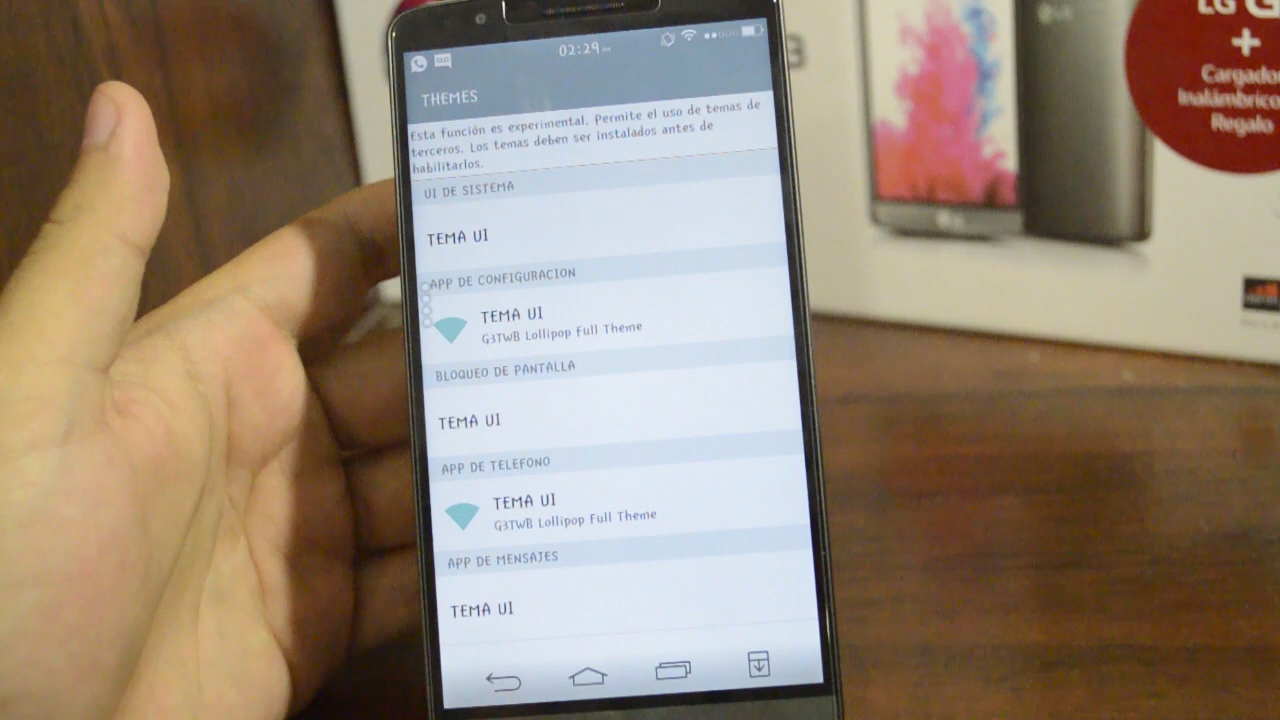 02:29
THEMES
Esta función es experimental. Permite el uso de temas de
terceros. Los temas deben ser instalados antes de
habilitarlos.
UI DE SISTEMA
TEMA UI
APP DE CONFIGURACION
TEMA UI
G3TWB Lollipop Full Theme
BLOQUEO DE PANTALLA
TEMA UI
APP DE TELEFONO
TEMA UI
G3TWB Lollipop Full Theme
APP DE MENSAJES
TEMA UI
LG
LG G
+
Cargado
Inalámbrico
Regalo
LG